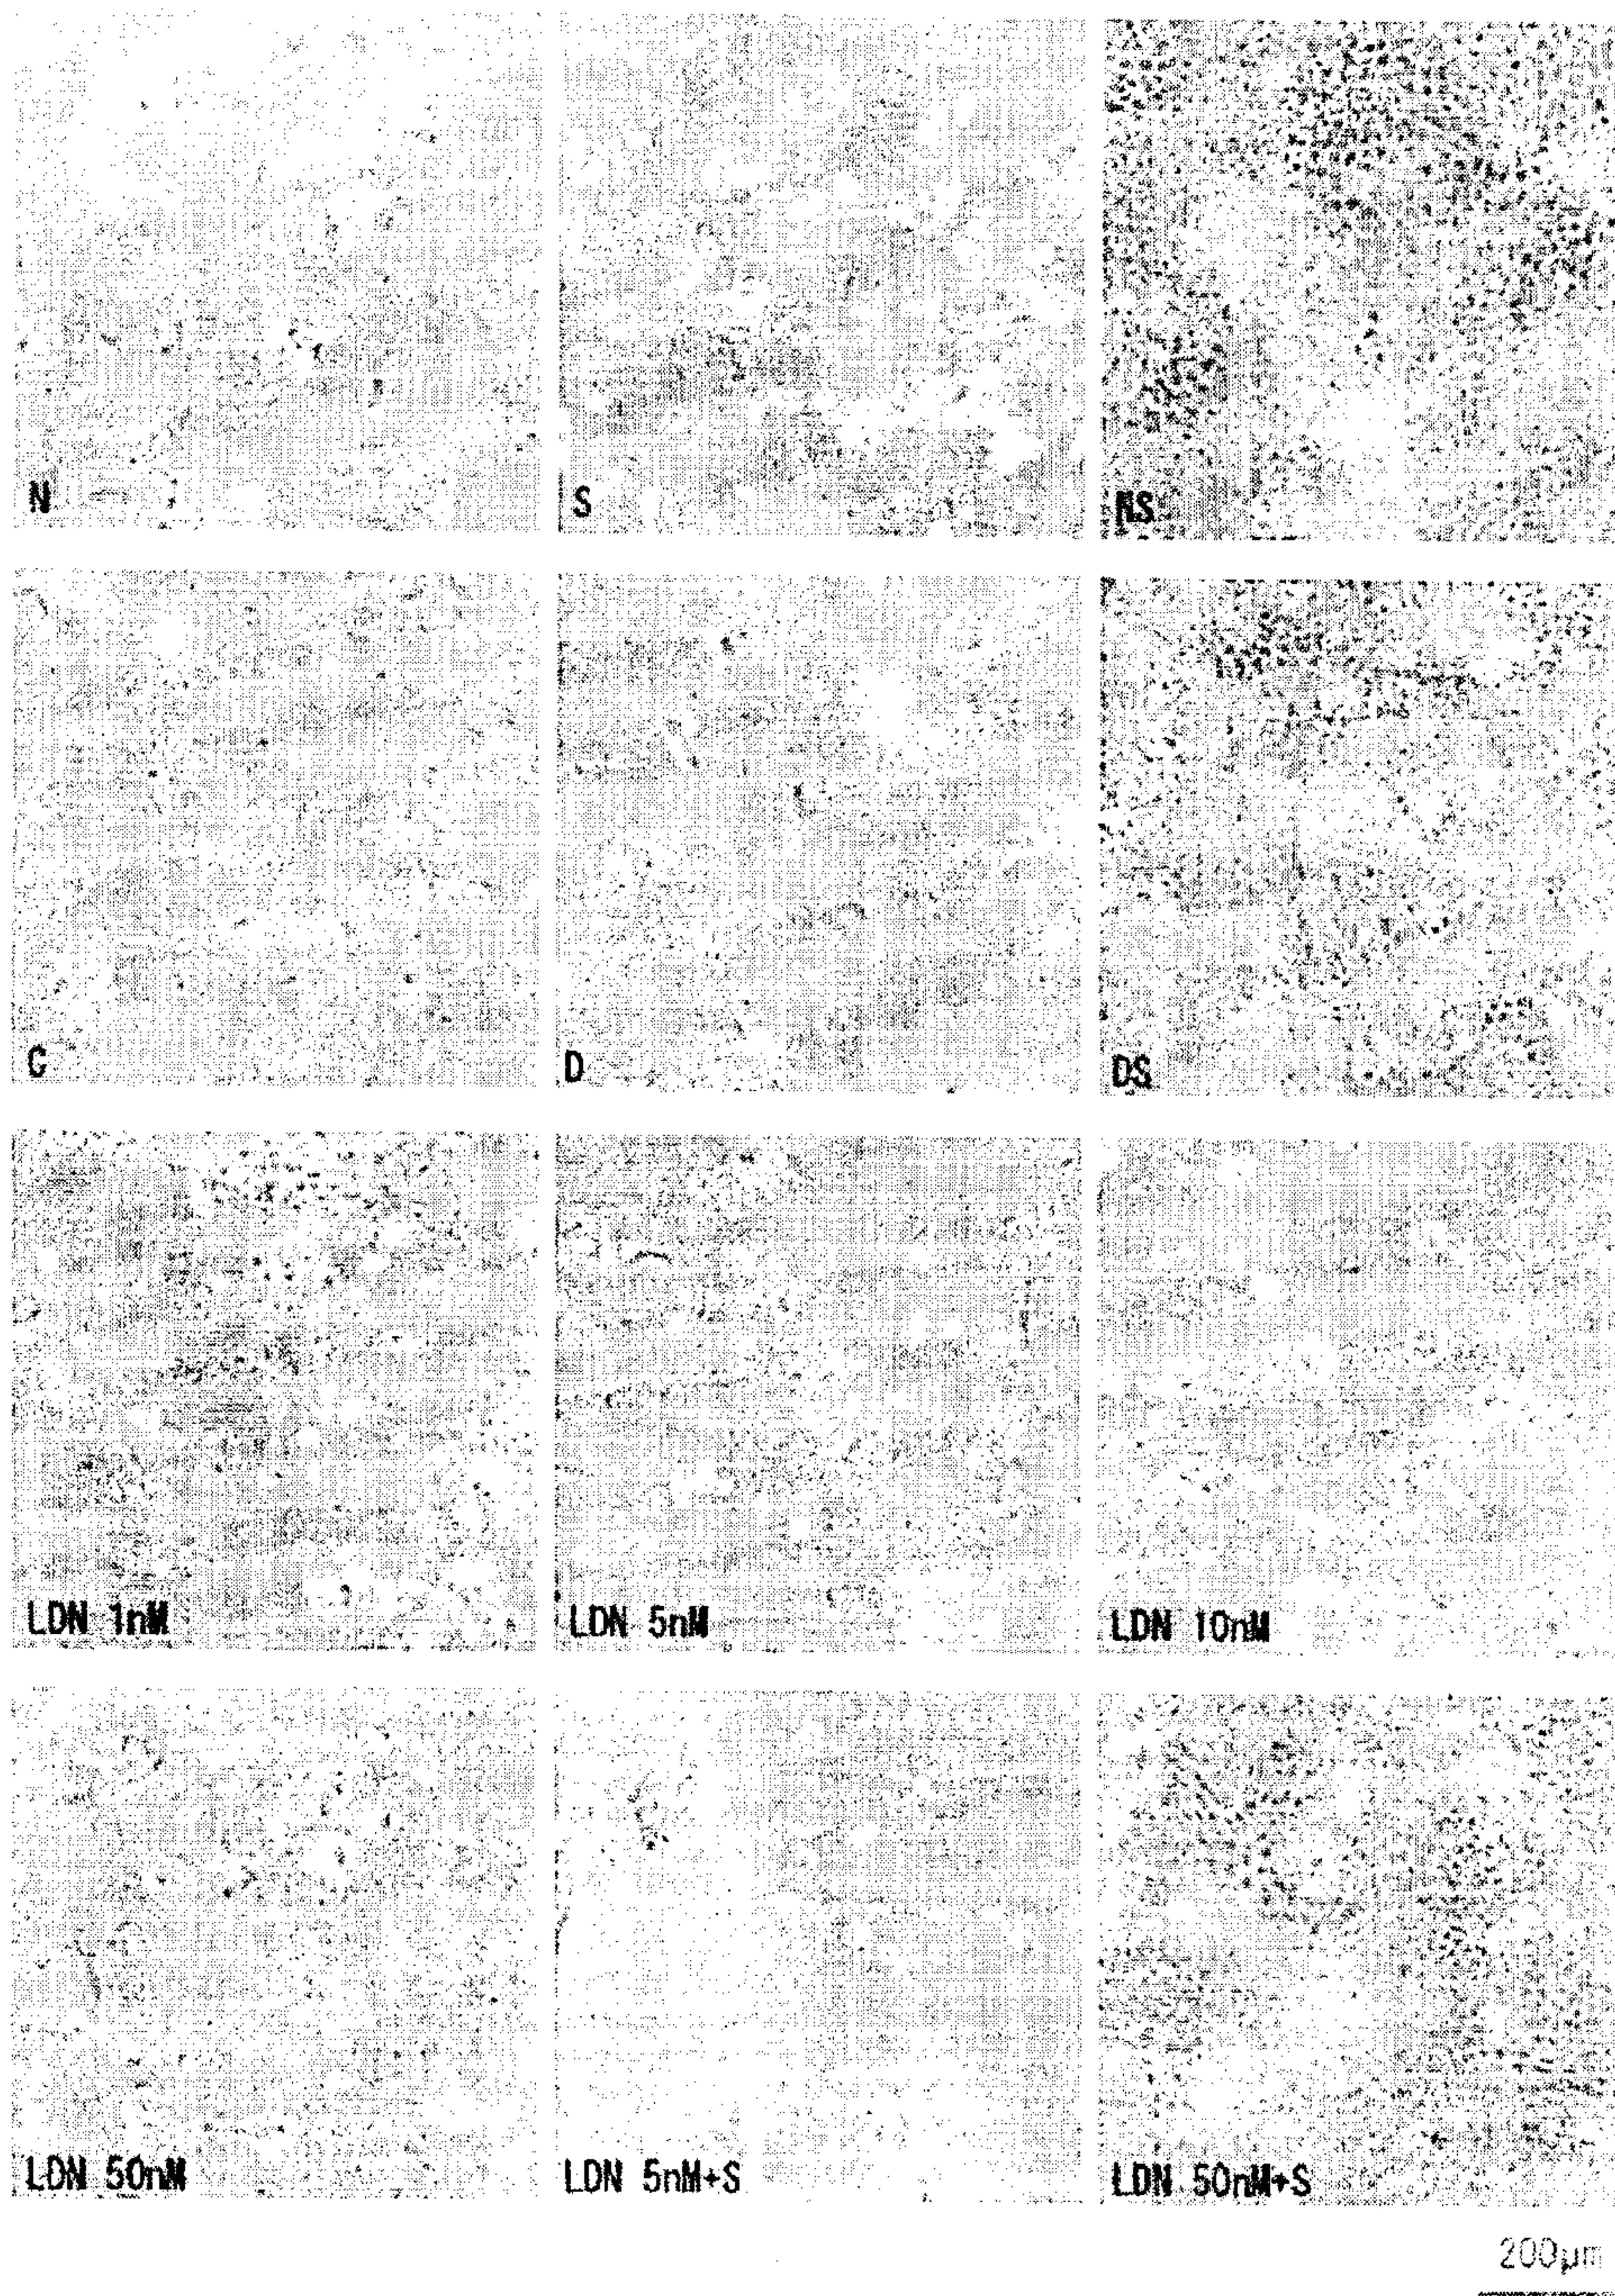 N
S
NS
C
D
DS
LDN 1nM
LDN 5nM
LDN 10nM
LDN 50nM
LDN 5nM+S
LDN 50nM+S
200µm